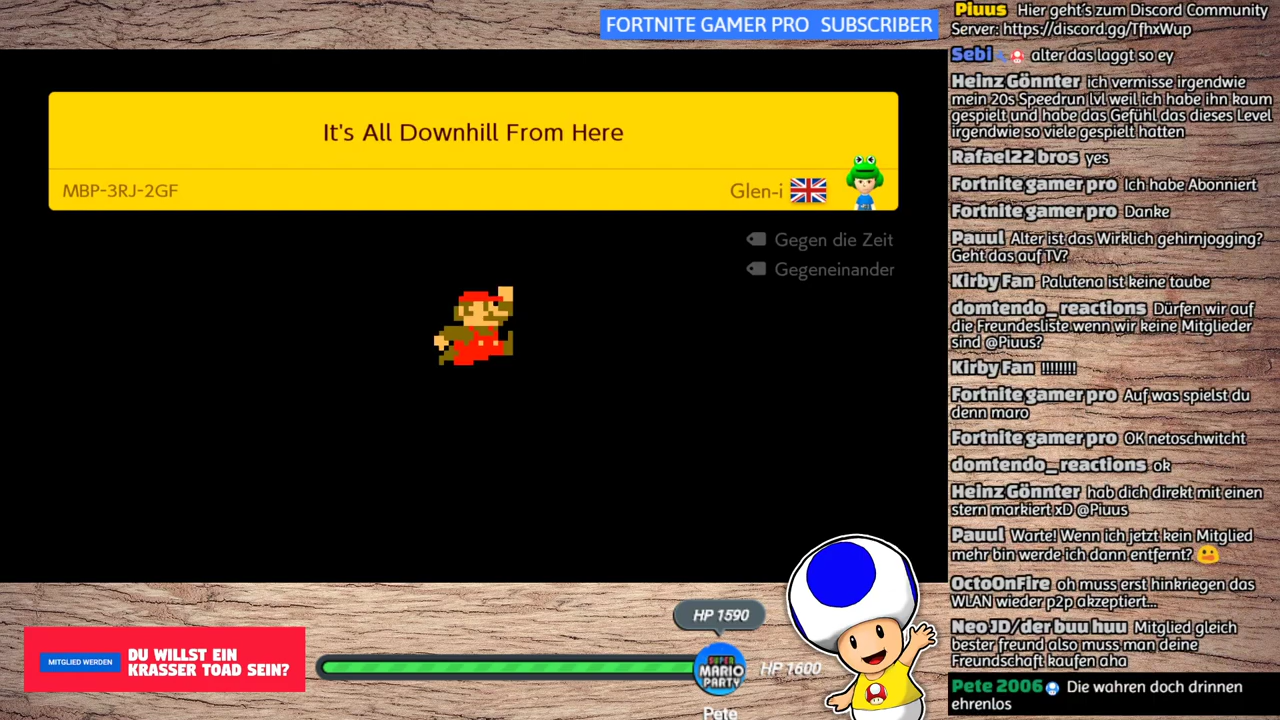 FORTNITE GAMER PRO SUBSCRIBER
It's All Downhill From Here
MBP-3RJ-2GF
Glen-i
Gegen die Zeit
Gegeneinander
MITGLIED WERDEN
DU WILLST EIN
KRASSER TOAD SEIN?
HP 1590
SUPER
MARIO
PARTY
HP 1600
Pete
Piuus Hier geht´s zum Discord Community
Server: https://discord.gg/TfhxWup
Sebi alter das laggt so ey
Heinz Gönnter ich vermisse irgendwie
mein 20s Speedrun lvl weil ich habe ihn kaum
gespielt und habe das Gefühl das dieses Level
irgendwie so viele gespielt hatten
Rafael22 bros yes
Fortnite gamer pro Ich habe Abonniert
Fortnite gamer pro Danke
Pauul Alter ist das Wirklich gehirnjogging?
Geht das auf TV?
Kirby Fan Palutena ist keine taube
domtendo_reactions Dürfen wir auf
die Freundesliste wenn wir keine Mitglieder
sind @Piuus?
Kirby Fan !!!!!!!!
Fortnite gamer pro Auf was spielst du
denn maro
Fortnite gamer pro OK netoschwitcht
domtendo_reactions ok
Heinz Gönnter hab dich direkt mit einen
stern markiert xD @Piuus
Pauul Warte! Wenn ich jetzt kein Mitglied
mehr bin werde ich dann entfernt?
OctoOnFire oh muss erst hinkriegen das
WLAN wieder p2p akzeptiert...
Neo JD/der buu huu Mitglied gleich
bester freund also muss man deine
Freundschaft kaufen aha
Pete 2006 Die wahren doch drinnen
ehrenlos